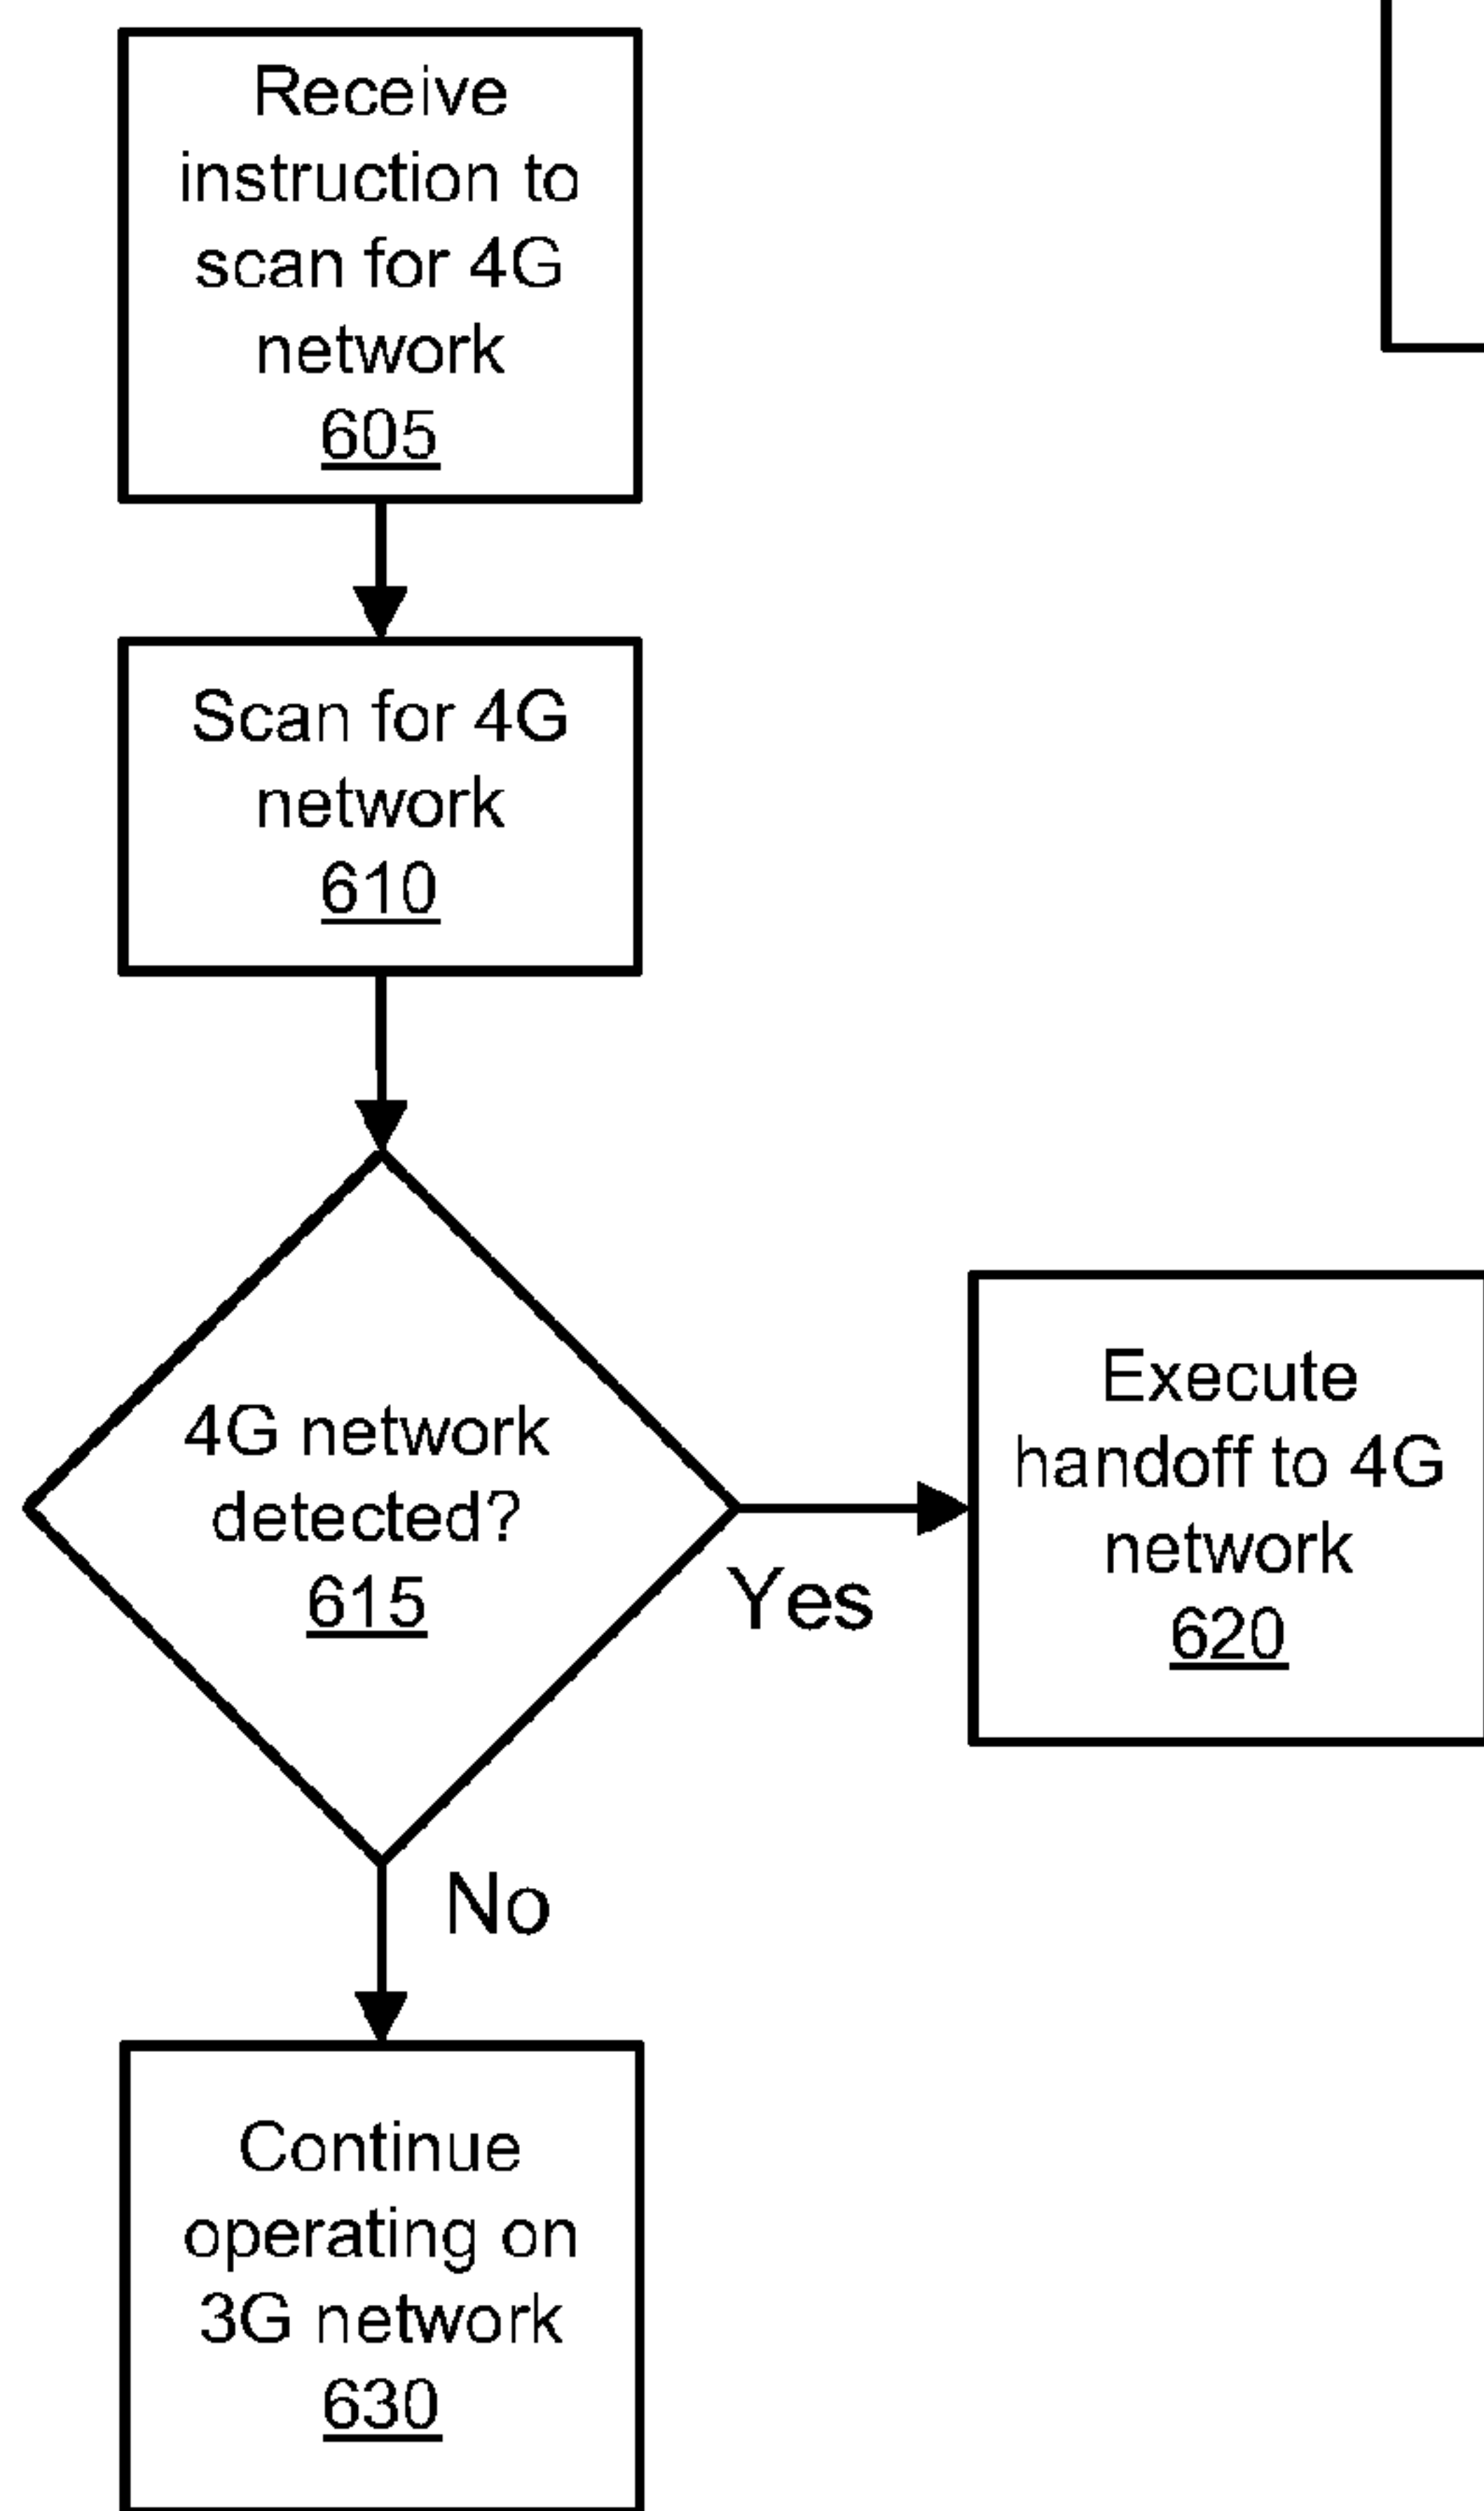 Receive
instruction to
scan for 4G
network
605
Scan for 4G
network
610
4G network
detected?
615
Yes
Execute
handoff to 4G
network
620
No
Continue
operating on
3G network
630